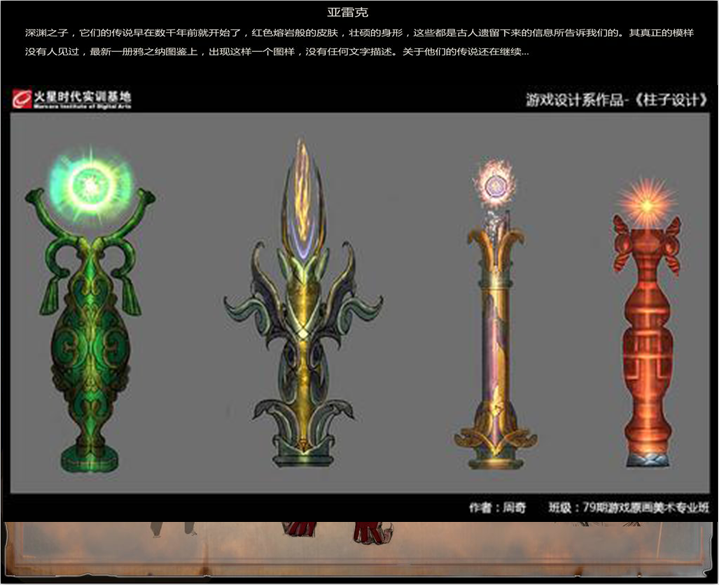 亚雷克
深渊之子，它们的传说早在数千年前就开始了，红色熔岩般的皮肤，壮硕的身形，这些都是古人遗留下来的信息所告诉我们的。其真正的模样
没有人见过，最新一册鸦之纳图鉴上，出现这样一个图样，没有任何文字描述。关于他们的传说还在继续...
火星时代实训基地
Marscara Institute of Digital Arts
游戏设计系作品-《柱子设计》
作者：周奇 班级：79期游戏原画美术专业班